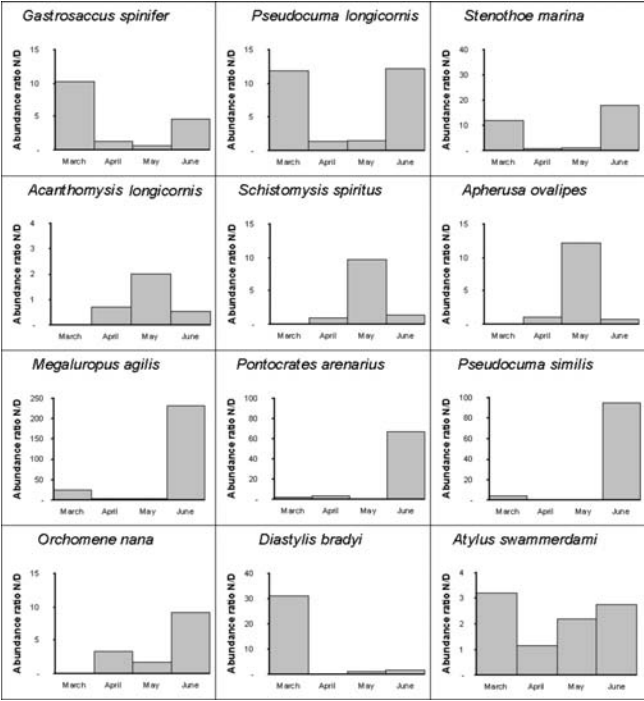 Gastrosaccus spinifer
Abundance ratio N/D
15
10
5
-
March April May June
Pseudocuma longicornis
Abundance ratio N/D
15
10
5
-
March April May June
Stenothoe marina
Abundance ratio N/D
40
30
20
10
-
March April May June
Acanthomysis longicornis
Abundance ratio N/D
4
3
2
1
-
March April May June
Schistomysis spiritus
Abundance ratio N/D
15
10
5
-
March April May June
Apherusa ovalipes
Abundance ratio N/D
15
10
5
-
March April May June
Megaluropus agilis
Abundance ratio N/D
250
200
150
100
50
-
March April May June
Pontocrates arenarius
Abundance ratio N/D
100
80
60
40
20
-
March April May June
Pseudocuma similis
Abundance ratio N/D
100
80
60
40
20
-
March April May June
Orchomene nana
Abundance ratio N/D
15
10
5
-
March April May June
Diastylis bradyi
Abundance ratio N/D
40
30
20
10
-
March April May June
Atylus swammerdami
Abundance ratio N/D
4
3
2
1
-
March April May June